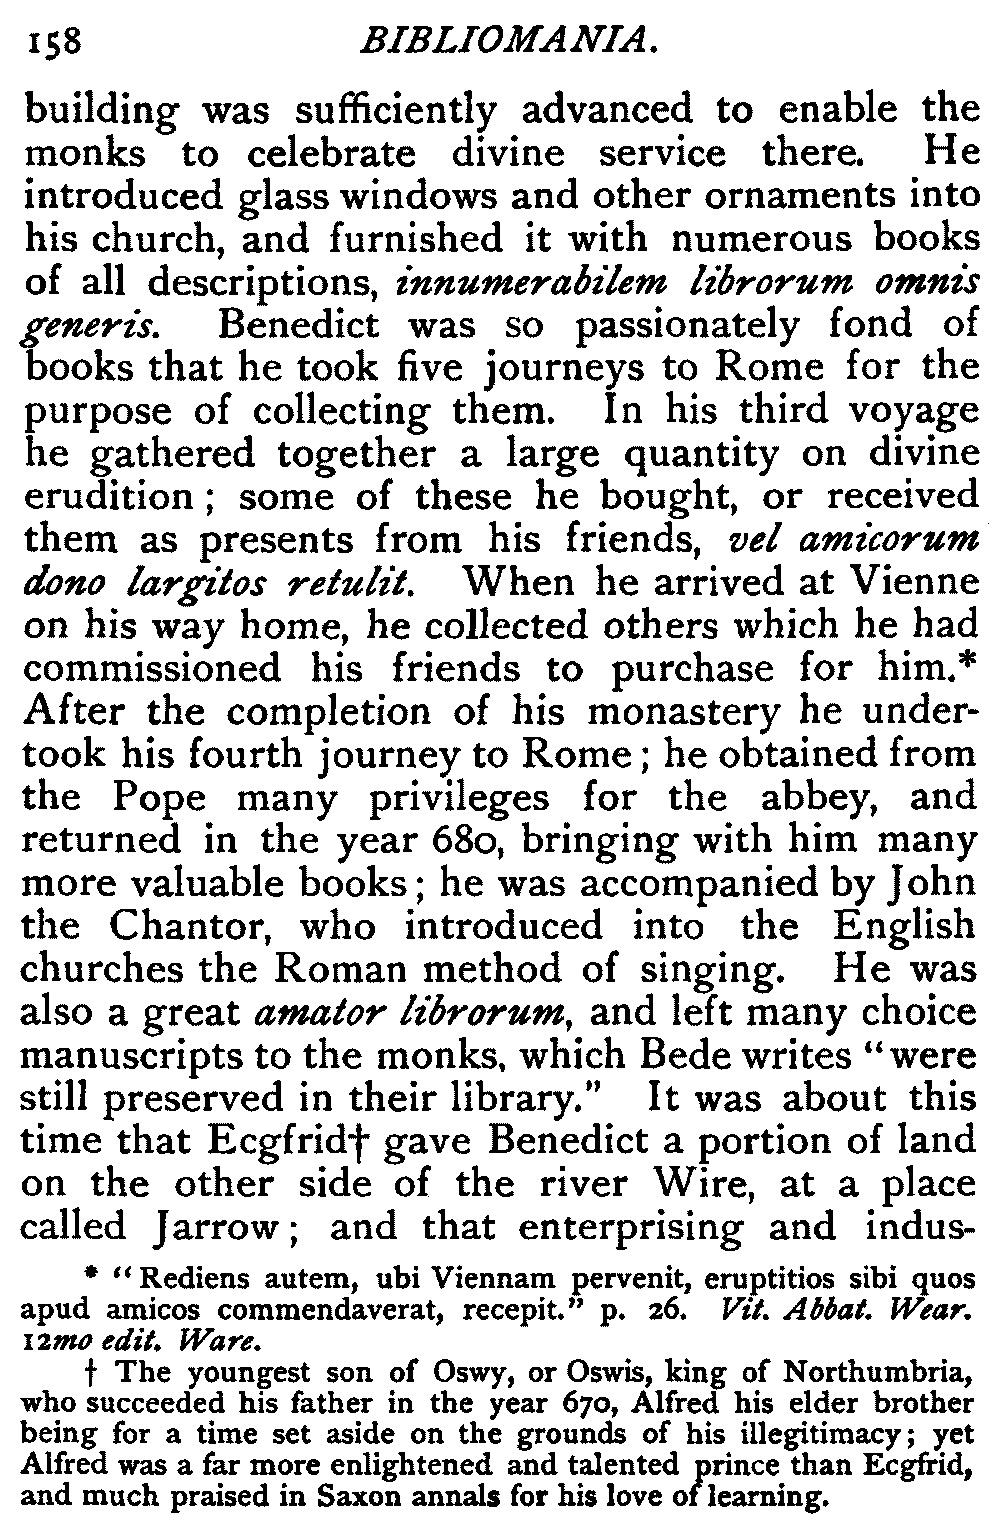 158 BIBLIOMANIA.
building was sufficiently advanced to enable the
monks to celebrate divine service there. He
introduced glass windows and other ornaments into
his church, and furnished it with numerous books
of all descriptions, innumerabilem librorum omnis
generis. Benedict was so passionately fond of
books that he took five journeys to Rome for the
purpose of collecting them. In his third voyage
he gathered together a large quantity on divine
erudition ; some of these he bought, or received
them as presents from his friends, vel amicorum
dono largitos retulit. When he arrived at Vienne
on his way home, he collected others which he had
commissioned his friends to purchase for him.*
After the completion of his monastery he under-
took his fourth journey to Rome ; he obtained from
the Pope many privileges for the abbey, and
returned in the year 680, bringing with him many
more valuable books ; he was accompanied by John
the Chantor, who introduced into the English
churches the Roman method of singing. He was
also a great amator librorum, and left many choice
manuscripts to the monks, which Bede writes “were
still preserved in their library.” It was about this
time that Ecgfrid† gave Benedict a portion of land
on the other side of the river Wire, at a place
called Jarrow ; and that enterprising and indus-
* “Rediens autem, ubi Viennam pervenit, eruptitios sibi quos
apud amicos commendaverat, recepit.” p. 26. Vit. Abbat. Wear.
12mo edit. Ware.
† The youngest son of Oswy, or Oswis, king of Northumbria,
who succeeded his father in the year 670, Alfred his elder brother
being for a time set aside on the grounds of his illegitimacy ; yet
Alfred was a far more enlightened and talented prince than Ecgfrid,
and much praised in Saxon annals for his love of learning.